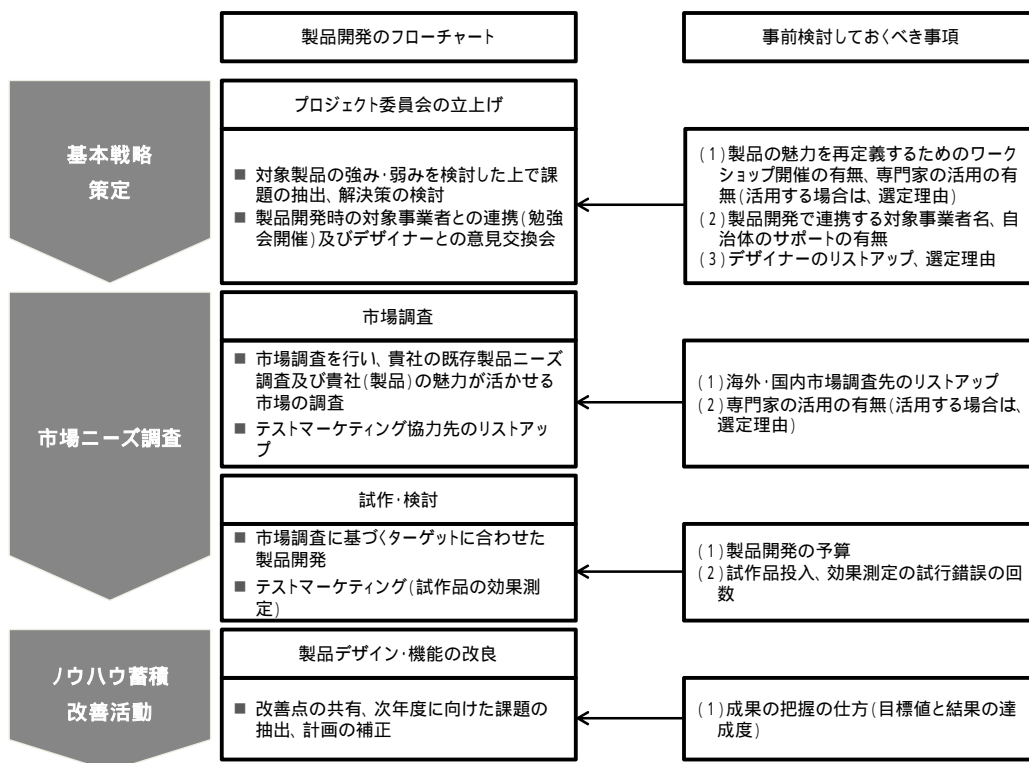 製品開発のフローチャート
事前検討しておくべき事項
基本戦略
策定
プロジェクト委員会の立上げ
■ 対象製品の強み・弱みを検討した上で課
題の抽出、解決策の検討
■ 製品開発時の対象事業者との連携(勉強
会開催)及びデザイナーとの意見交換会
(1)製品の魅力を再定義するためのワーク
ショップ開催の有無、専門家の活用の有
無(活用する場合は、選定理由)
(2)製品開発で連携する対象事業者名、自
治体のサポートの有無
(3)デザイナーのリストアップ、選定理由
市場ニーズ調査
市場調査
■ 市場調査を行い、貴社の既存製品ニーズ
調査及び貴社(製品)の魅力が活かせる
市場の調査
■ テストマーケティング協力先のリストアッ
プ
(1)海外・国内市場調査先のリストアップ
(2)専門家の活用の有無(活用する場合は、
選定理由)
試作・検討
■ 市場調査に基づくターゲットに合わせた
製品開発
■ テストマーケティング(試作品の効果測
定)
(1)製品開発の予算
(2)試作品投入、効果測定の試行錯誤の回
数
ノウハウ蓄積
改善活動
製品デザイン・機能の改良
■ 改善点の共有、次年度に向けた課題の
抽出、計画の補正
(1)成果の把握の仕方(目標値と結果の達
成度)